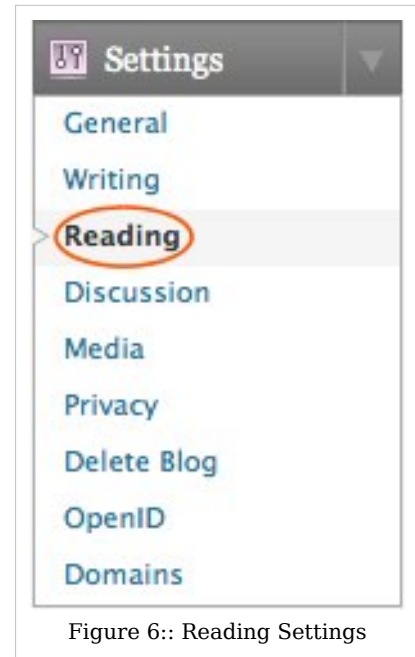 Settings
General
Writing
Reading
Discussion
Media
Privacy
Delete Blog
OpenID
Domains
Figure 6:: Reading Settings